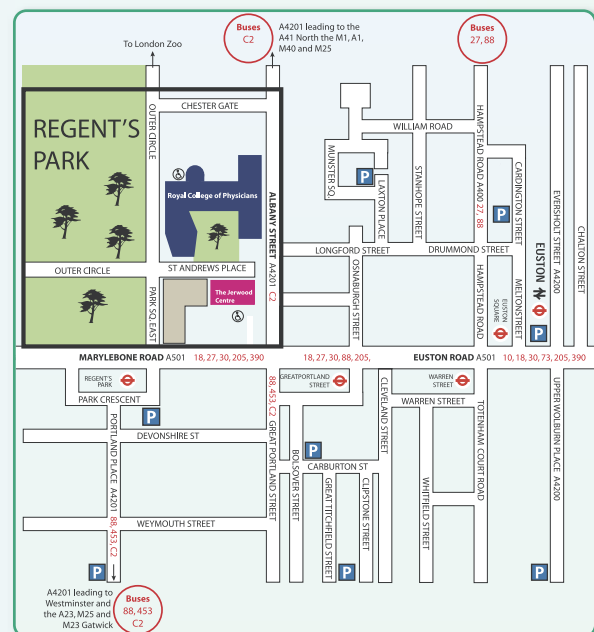 Buses
C2
A4201 leading to the
A41 North the M1, A1,
M40 and M25
Buses
27, 88
To London Zoo
CHESTER GATE
OUTER CIRCLE
REGENT'S
PARK
WILLIAM ROAD
HAMPSTEAD ROAD A400 27, 88
MUNSTER SQ.
P
LAXTON PLACE
STANHOPE STREET
CARDINGTON STREET
P
Royal College of Physicians
ALBANY STREET A4201 C2
EVERSHOLT STREET A4200
CHALTON STREET
LONGFORD STREET
DRUMMOND STREET
EUSTON
OUTER CIRCLE
ST ANDREWS PLACE
PARK SQ. EAST
The Jerwood
Centre
OSNABURGH STREET
HAMPSTEAD ROAD
EUSTON
SQUARE
MELTONSTREET
P
MARYLEBONE ROAD A501 18, 27, 30, 205, 390
18, 27, 30, 88, 205,
EUSTON ROAD A501 10, 18, 30, 73, 205, 390
REGENT'S
PARK
88, 453, C2 GREAT PORTLAND STREET
GREATPORTLAND
STREET
CLEVELAND STREET
WARREN
STREET
PARK CRESCENT
WARREN STREET
P
PORTLAND PLACE A4201 88, 453, C2
DEVONSHIRE ST
BOLSOVER STREET
P
CARBURTON ST
TOTENHAM COURT ROAD
UPPER WOLBURN PLACE A4200
GREAT TITCHFIELD STREET
CLIPSTONE STREET
WHITFIELD STREET
WEYMOUTH STREET
P
P
P
A4201 leading to
Westminster and
the A23, M25 and
M23 Gatwick
Buses
88, 453
C2